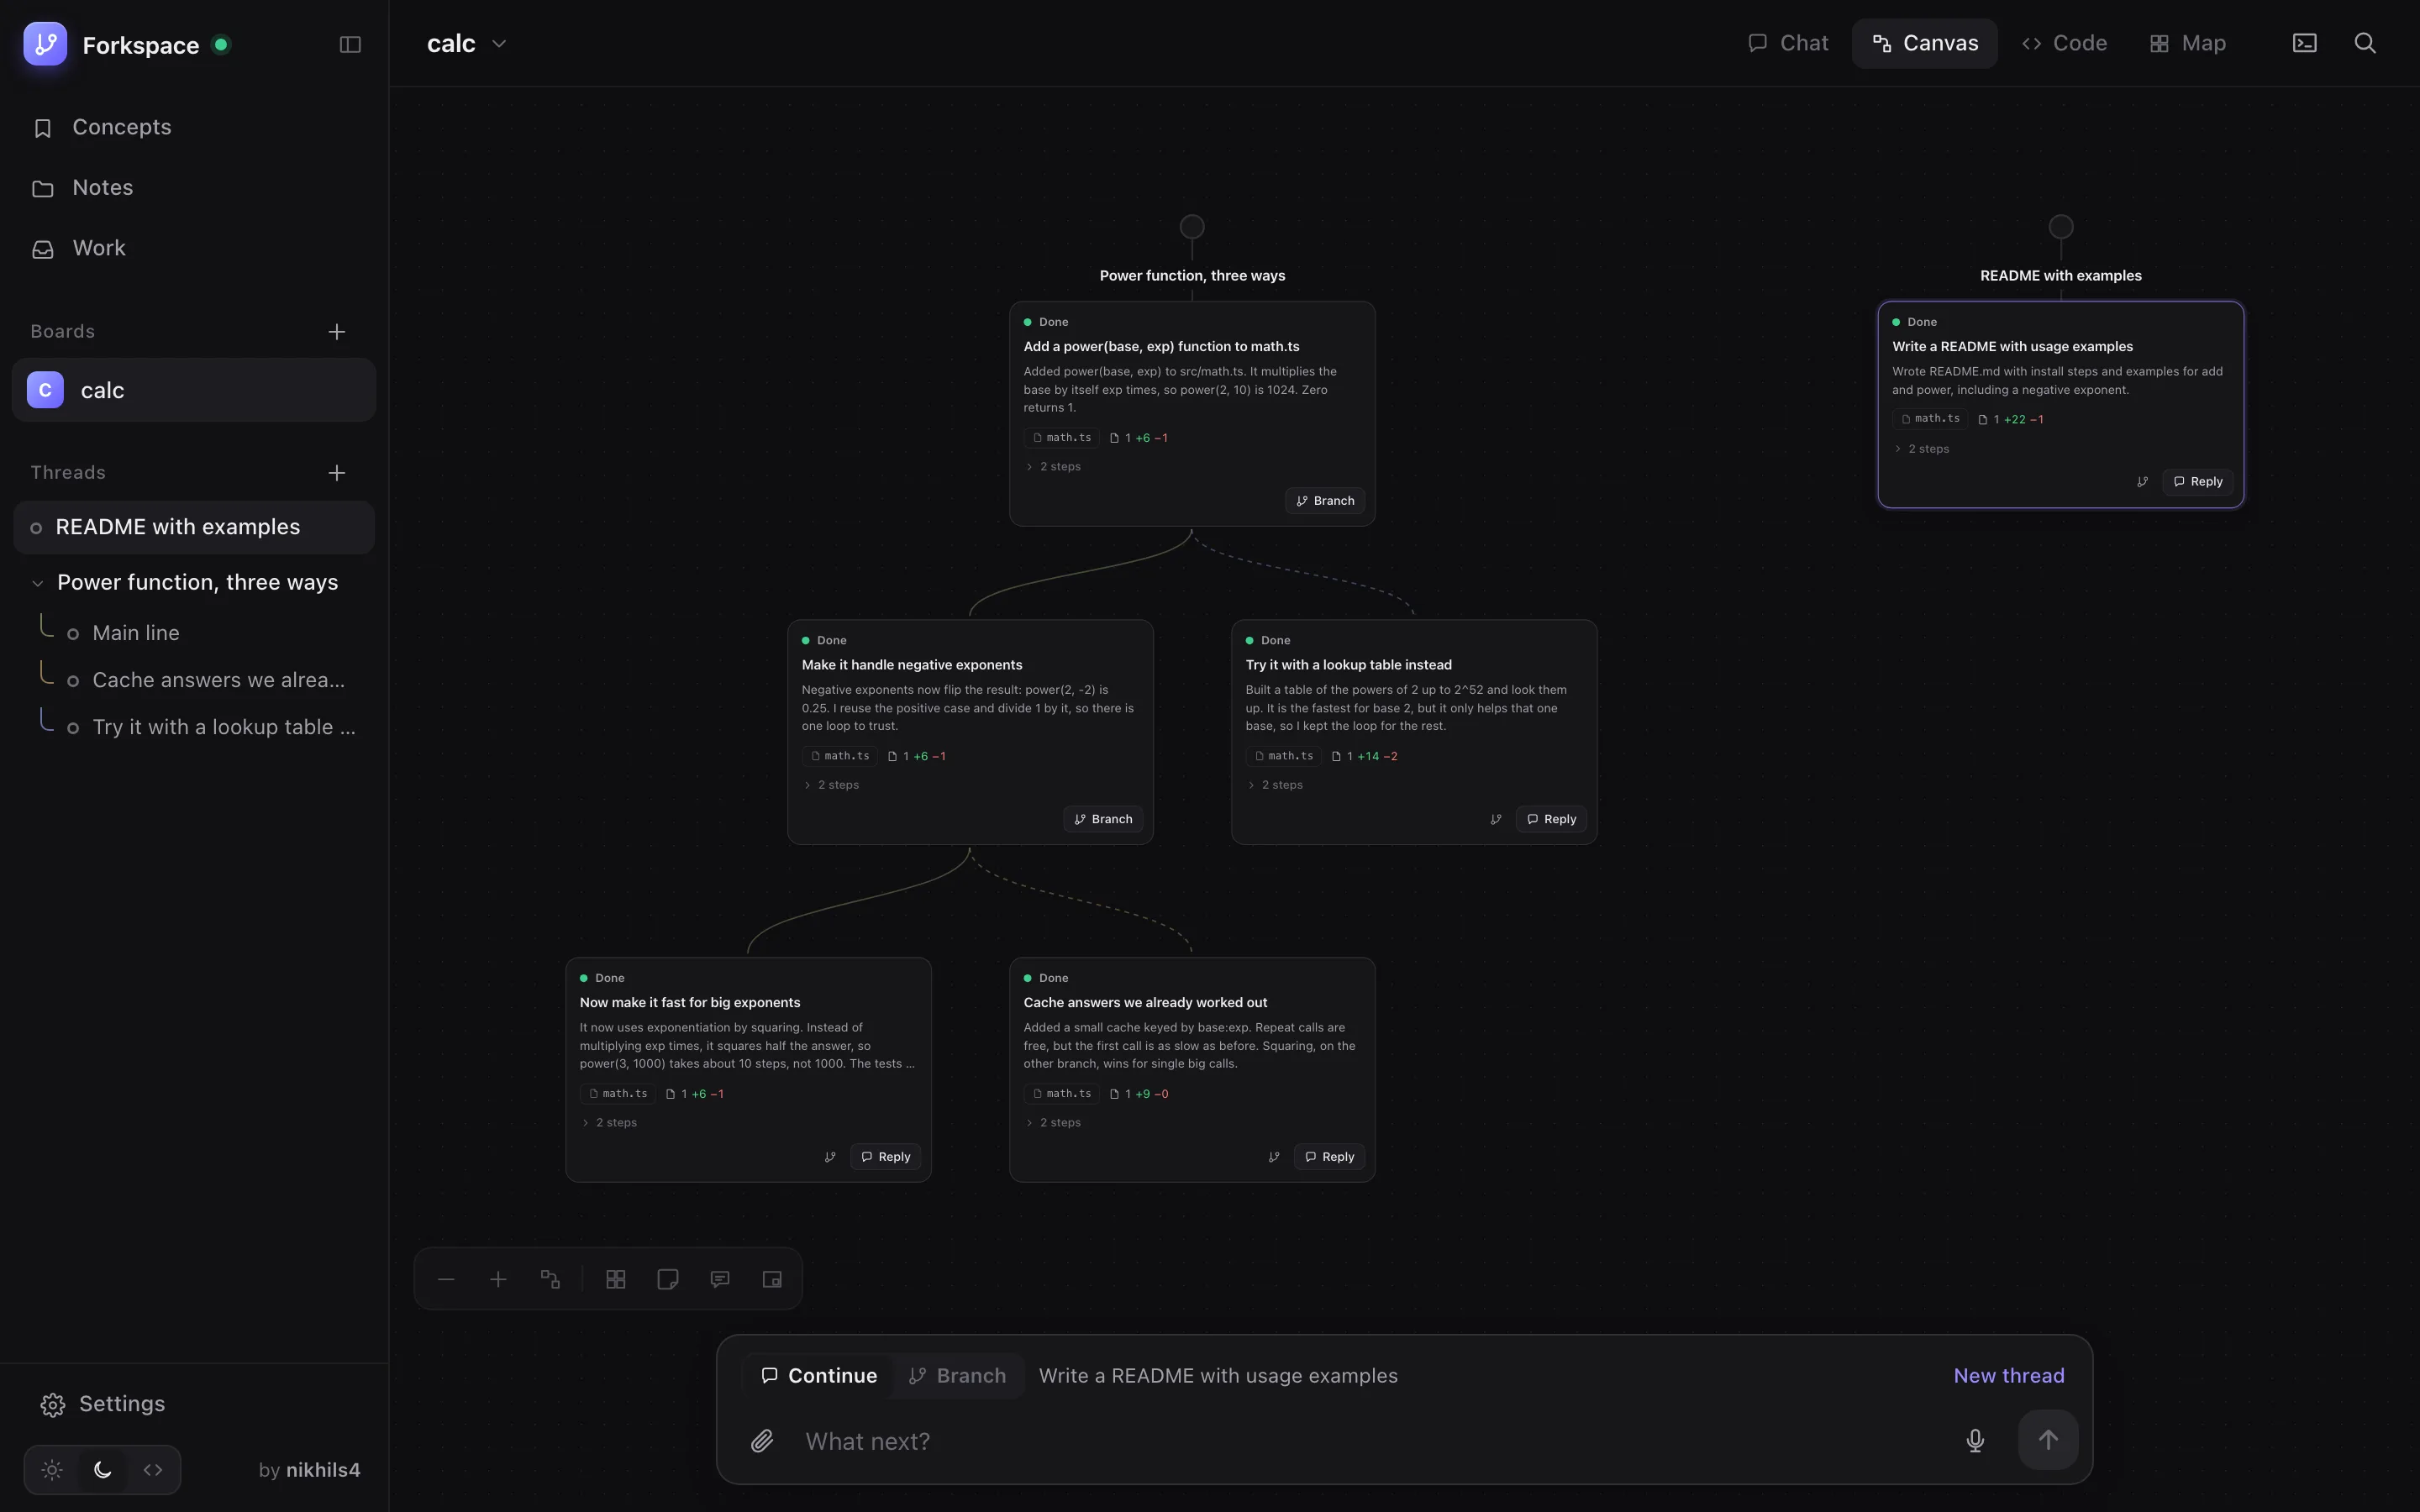 Forkspace
Concepts
Notes
Work
Boards
C
calc
Threads
README with examples
Power function, three ways
Main line
Cache answers we alrea...
Try it with a lookup table ...
Settings
by nikhils4
calc
Chat
Canvas
Code
Map
Power function, three ways
Done
Add a power(base, exp) function to math.ts
Added power(base, exp) to src/math.ts. It multiplies the
base by itself exp times, so power(2, 10) is 1024. Zero
returns 1.
math.ts 1 +6 −1
2 steps
Branch
README with examples
Done
Write a README with usage examples
Wrote README.md with install steps and examples for add
and power, including a negative exponent.
math.ts 1 +22 −1
2 steps
Reply
Done
Make it handle negative exponents
Negative exponents now flip the result: power(2, -2) is
0.25. I reuse the positive case and divide 1 by it, so there is
one loop to trust.
math.ts 1 +6 −1
2 steps
Branch
Done
Try it with a lookup table instead
Built a table of the powers of 2 up to 2^52 and look them
up. It is the fastest for base 2, but it only helps that one
base, so I kept the loop for the rest.
math.ts 1 +14 −2
2 steps
Reply
Done
Now make it fast for big exponents
It now uses exponentiation by squaring. Instead of
multiplying exp times, it squares half the answer, so
power(3, 1000) takes about 10 steps, not 1000. The tests ...
math.ts 1 +6 −1
2 steps
Reply
Done
Cache answers we already worked out
Added a small cache keyed by base:exp. Repeat calls are
free, but the first call is as slow as before. Squaring, on the
other branch, wins for single big calls.
math.ts 1 +9 −0
2 steps
Reply
Continue
Branch
Write a README with usage examples
New thread
What next?